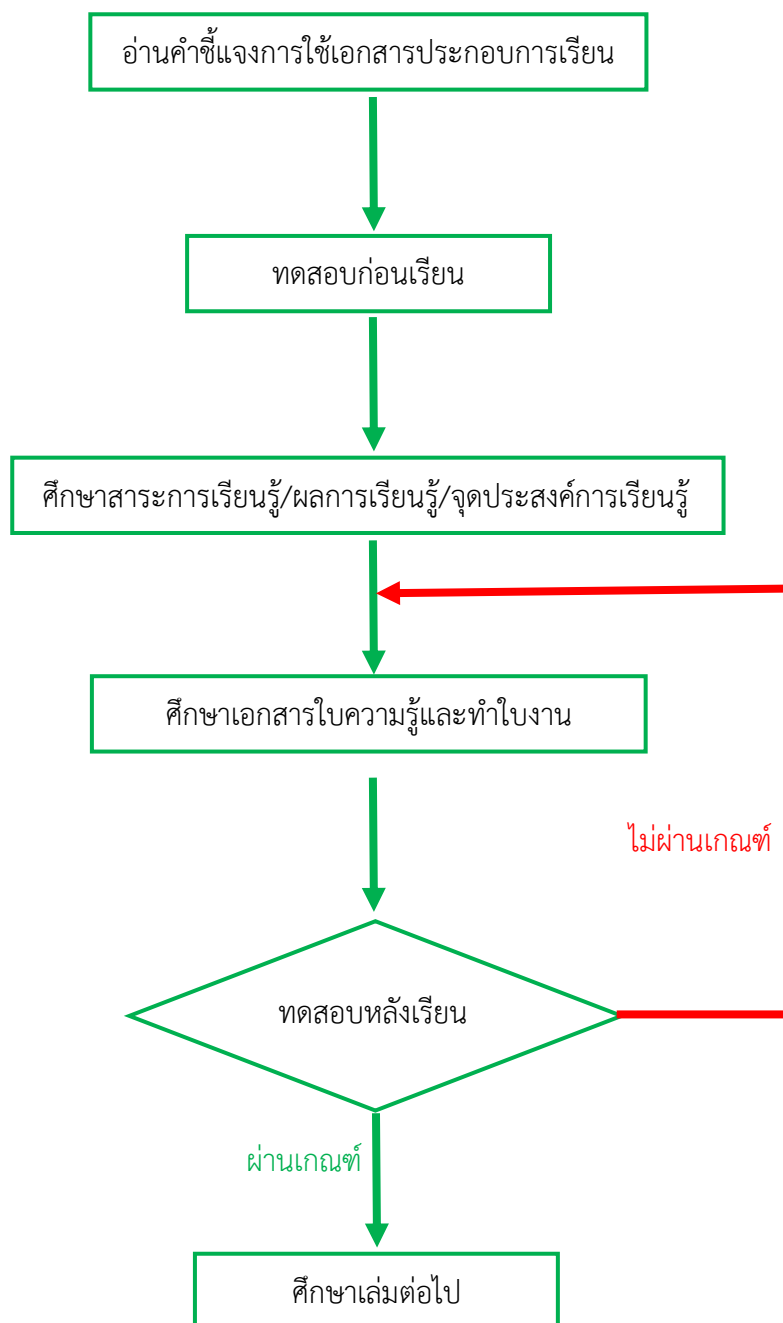 อ่านคำชี้แจงการใช้เอกสารประกอบการเรียน
ทดสอบก่อนเรียน
ศึกษาสาระการเรียนรู้/ผลการเรียนรู้/จุดประสงค์การเรียนรู้
ศึกษาเอกสารใบความรู้และทำใบงาน
ไม่ผ่านเกณฑ์
ทดสอบหลังเรียน
ผ่านเกณฑ์
ศึกษาเล่มต่อไป